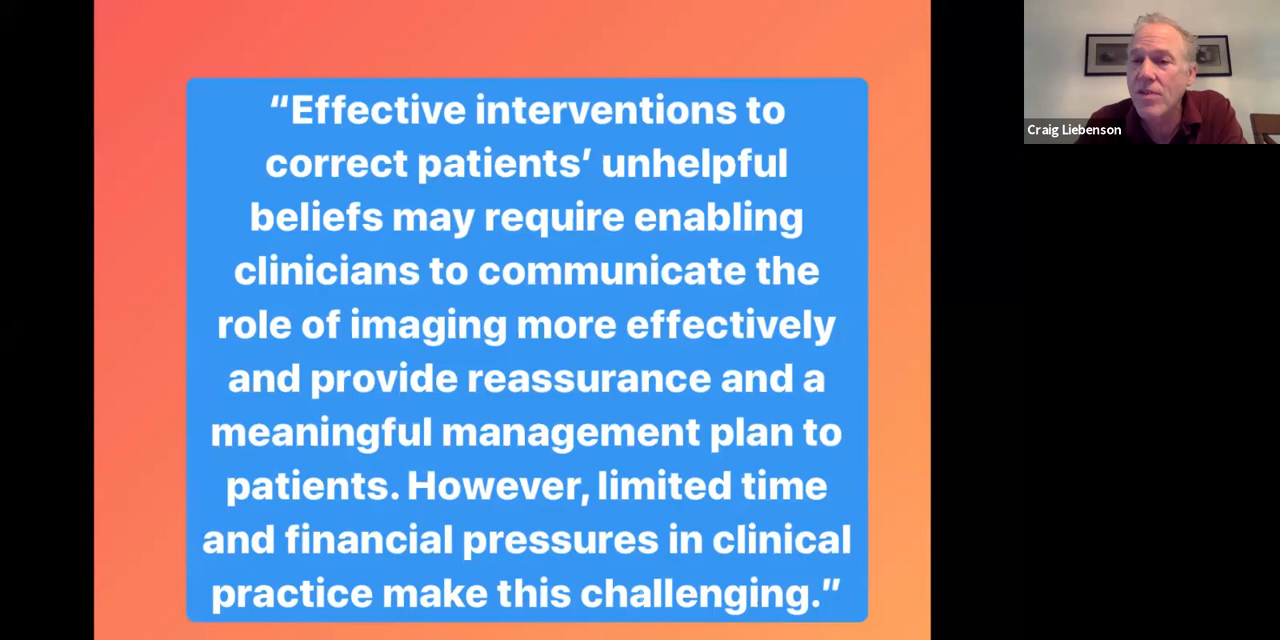 “Effective interventions to
correct patients’ unhelpful
beliefs may require enabling
clinicians to communicate the
role of imaging more effectively
and provide reassurance and a
meaningful management plan to
patients. However, limited time
and financial pressures in clinical
practice make this challenging.”
Craig Liebenson